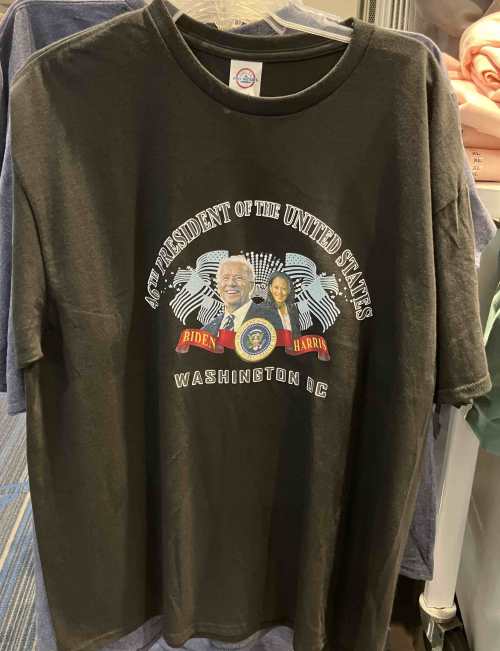 46TH PRESIDENT OF THE UNITED STATES
BIDEN HARRIS
WASHINGTON DC